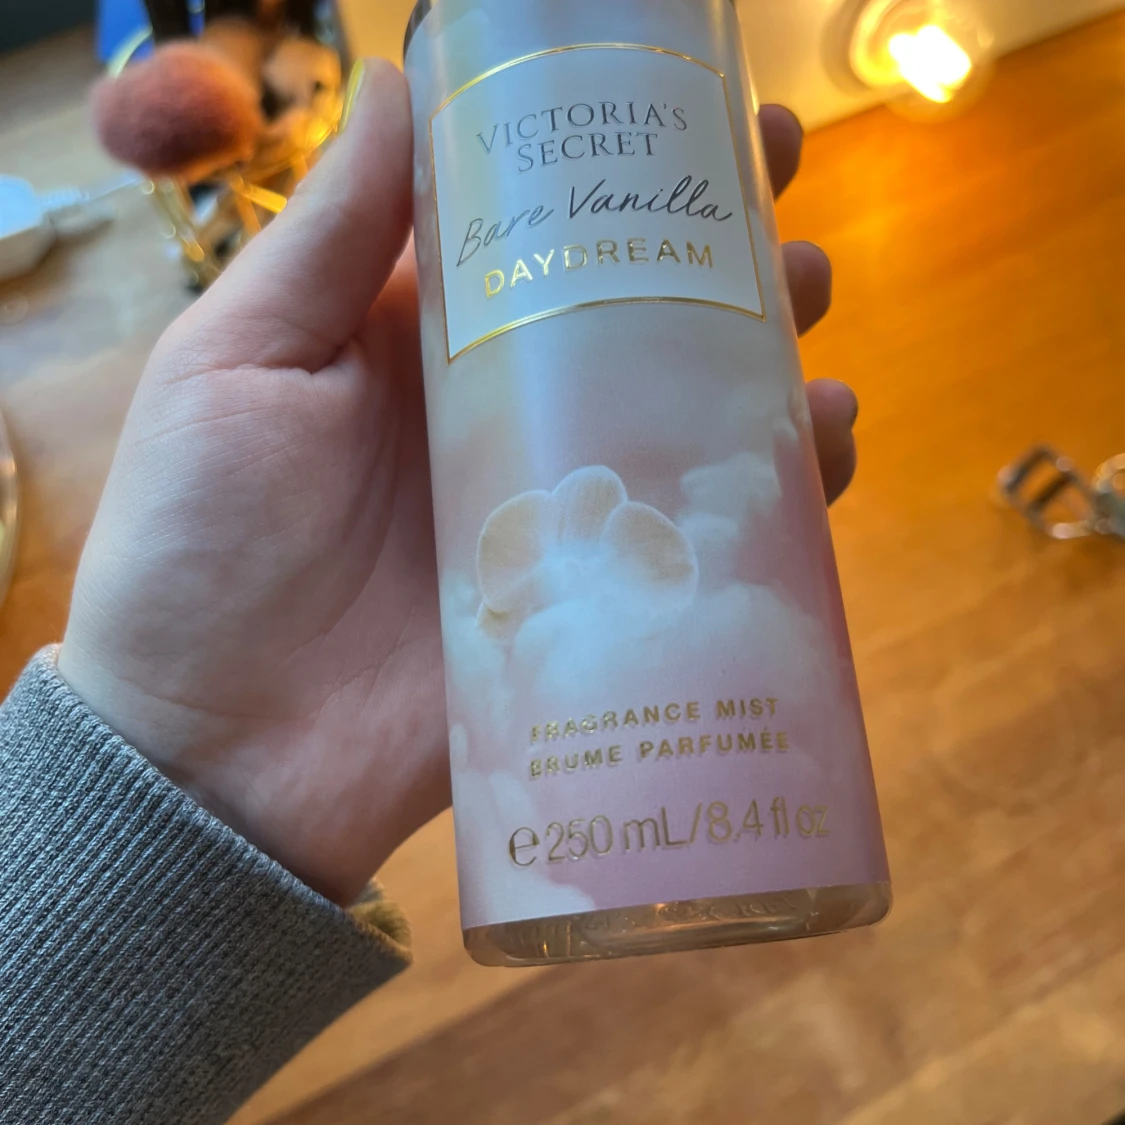 VICTORIA'S
SECRET
Bare Vanilla
DAYDREAM
FRAGRANCE MIST
BRUME PARFUMÉE
℮ 250 mL/8.4 fl oz